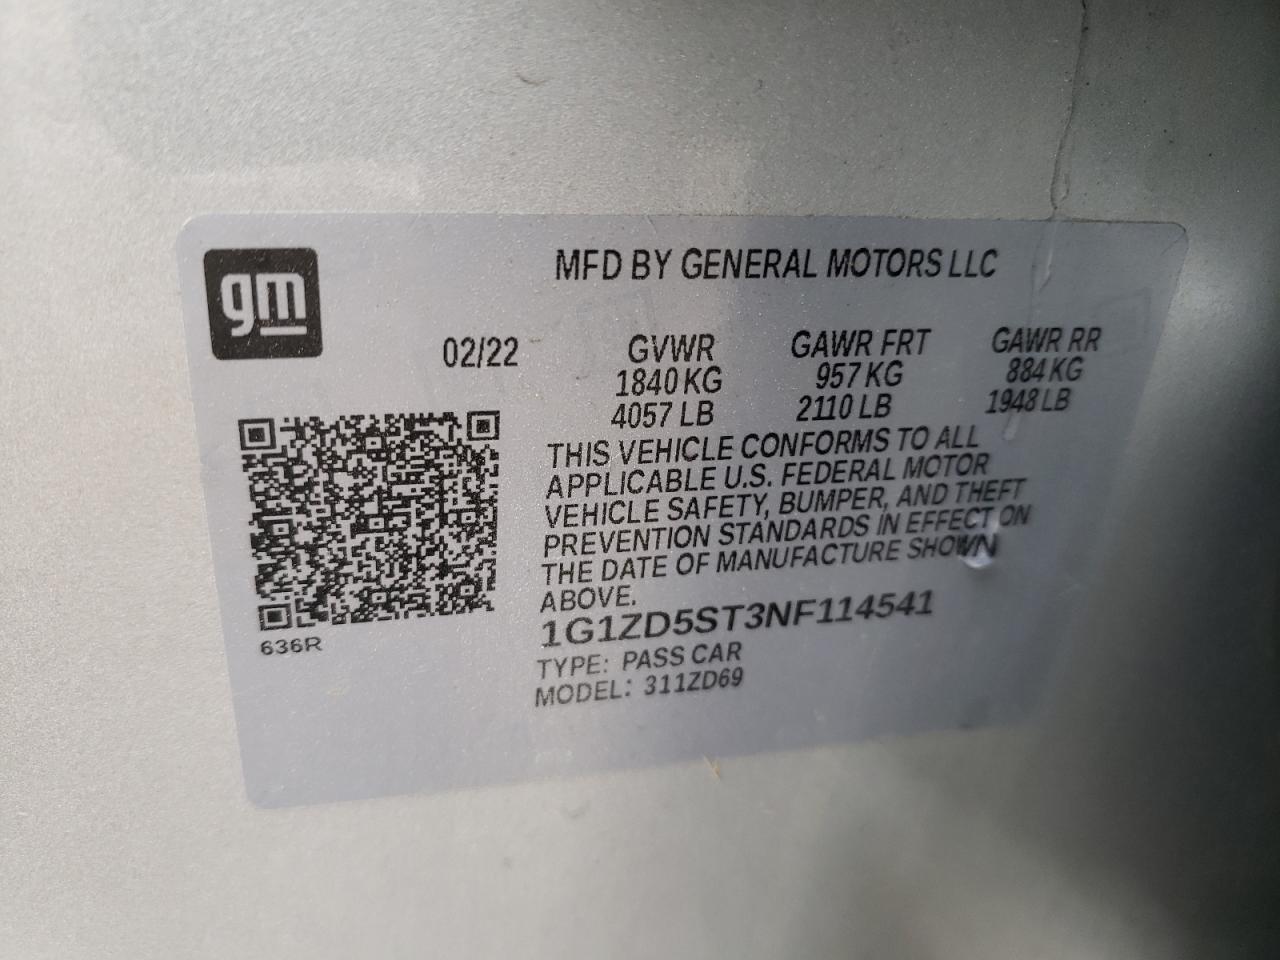 gm
MFD BY GENERAL MOTORS LLC
02/22 GVWR GAWR FRT GAWR RR
1840 KG 957 KG 884 KG
4057 LB 2110 LB 1948 LB
THIS VEHICLE CONFORMS TO ALL
APPLICABLE U.S. FEDERAL MOTOR
VEHICLE SAFETY, BUMPER, AND THEFT
PREVENTION STANDARDS IN EFFECT ON
THE DATE OF MANUFACTURE SHOWN
ABOVE.
1G1ZD5ST3NF114541
636R
TYPE: PASS CAR
MODEL: 311ZD69